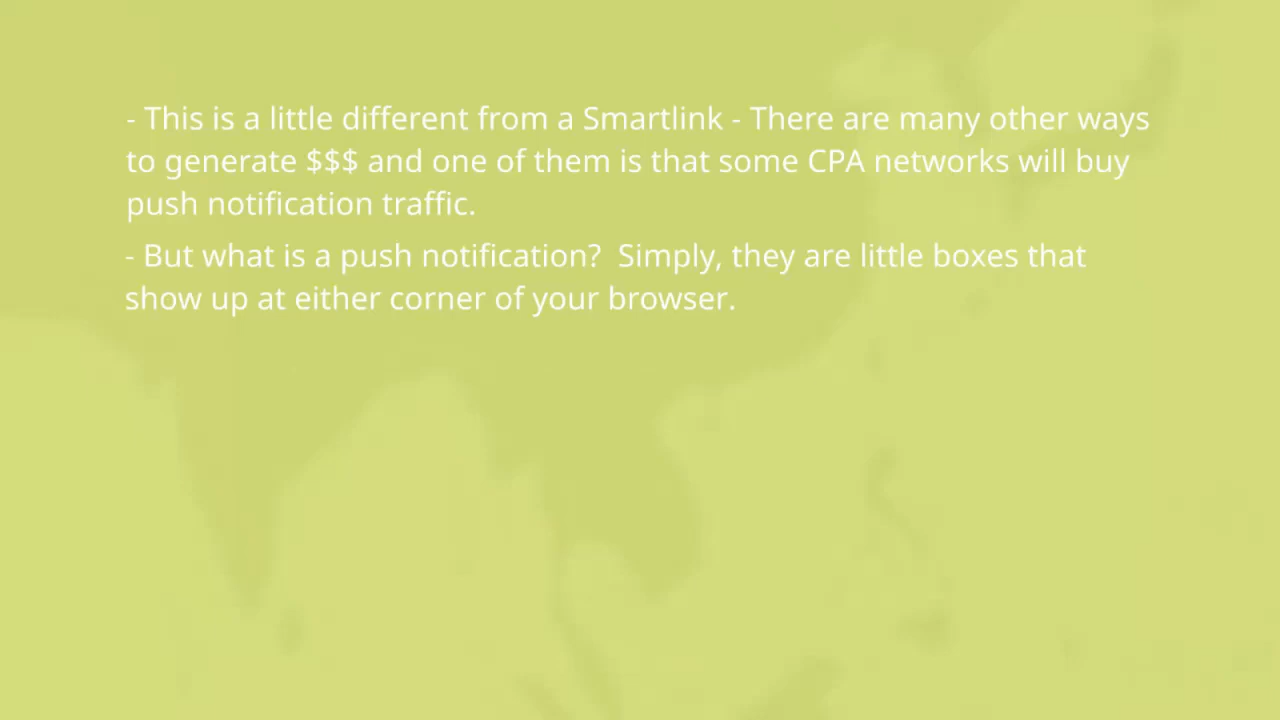 - This is a little different from a Smartlink - There are many other ways
to generate $$$ and one of them is that some CPA networks will buy
push notification traffic.
- But what is a push notification?  Simply, they are little boxes that
show up at either corner of your browser.